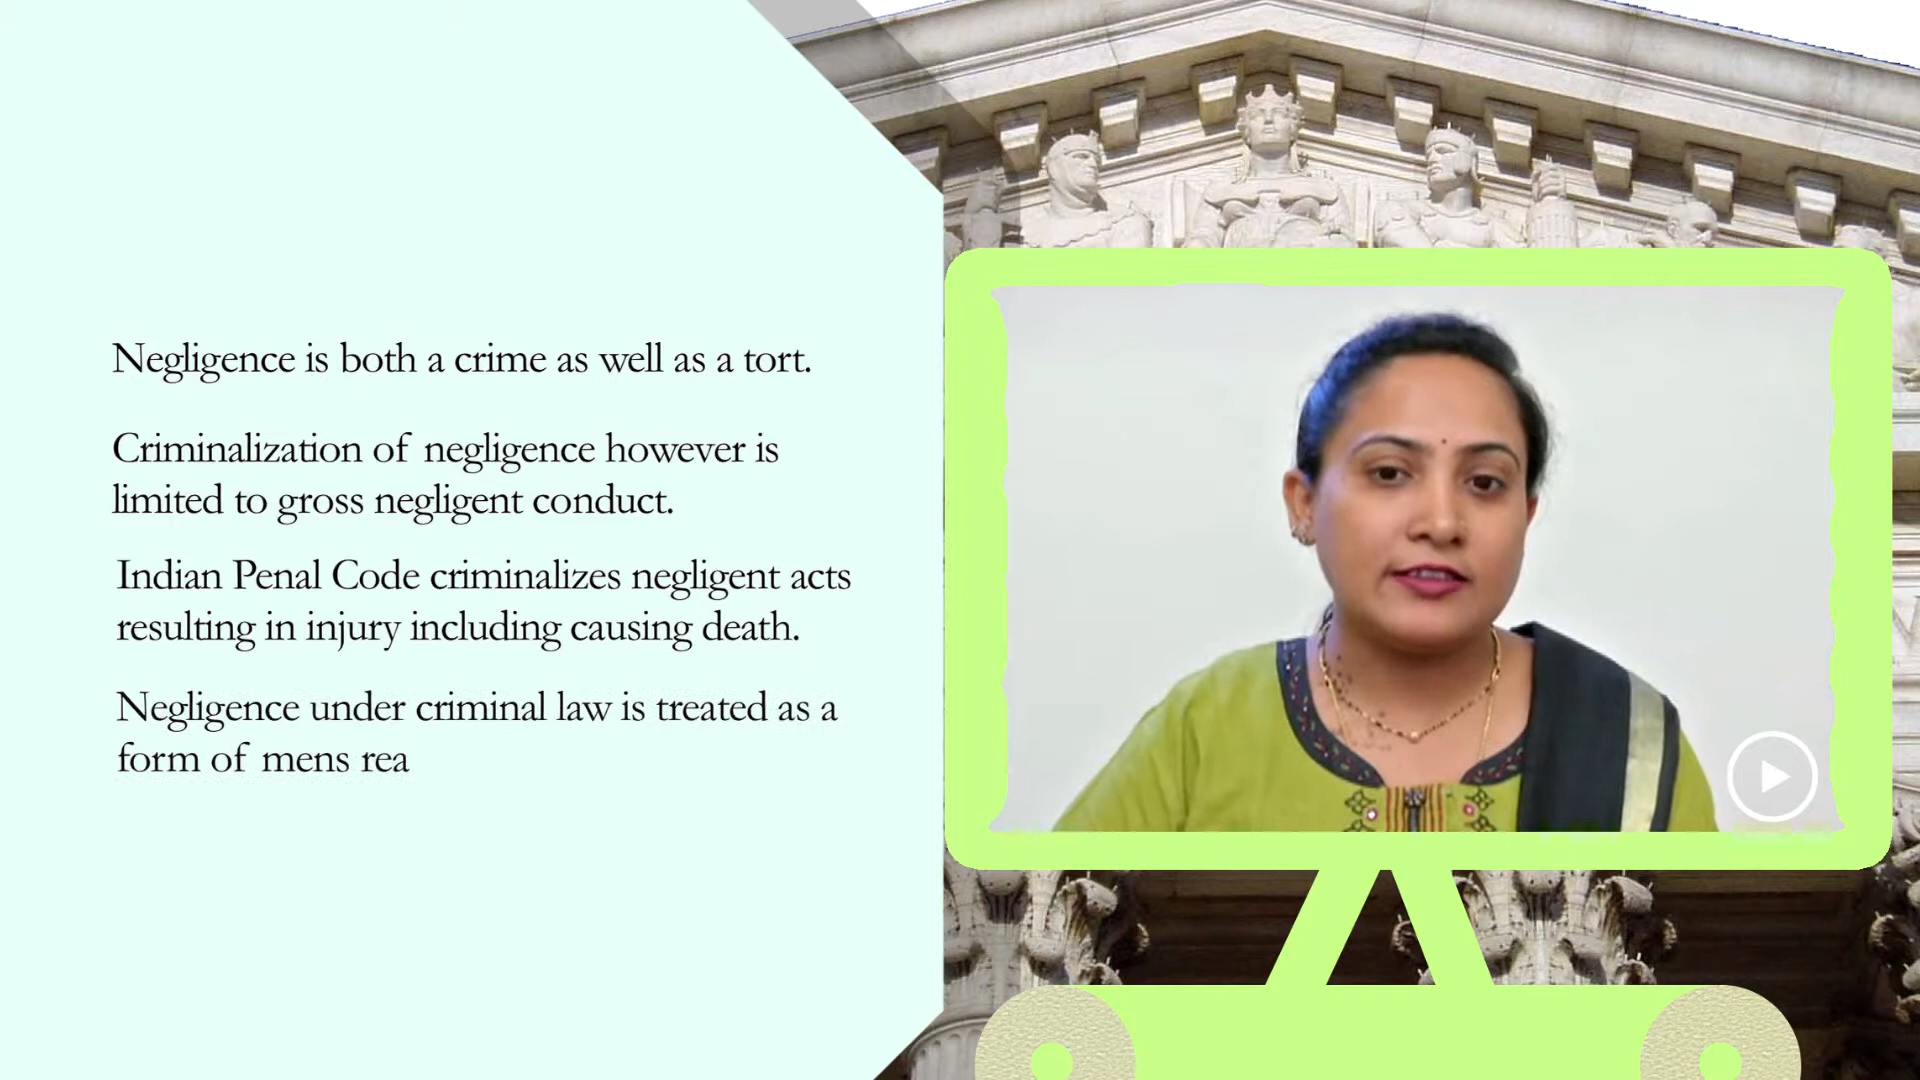 Negligence is both a crime as well as a tort.
Criminalization of negligence however is
limited to gross negligent conduct.
Indian Penal Code criminalizes negligent acts
resulting in injury including causing death.
Negligence under criminal law is treated as a
form of mens rea